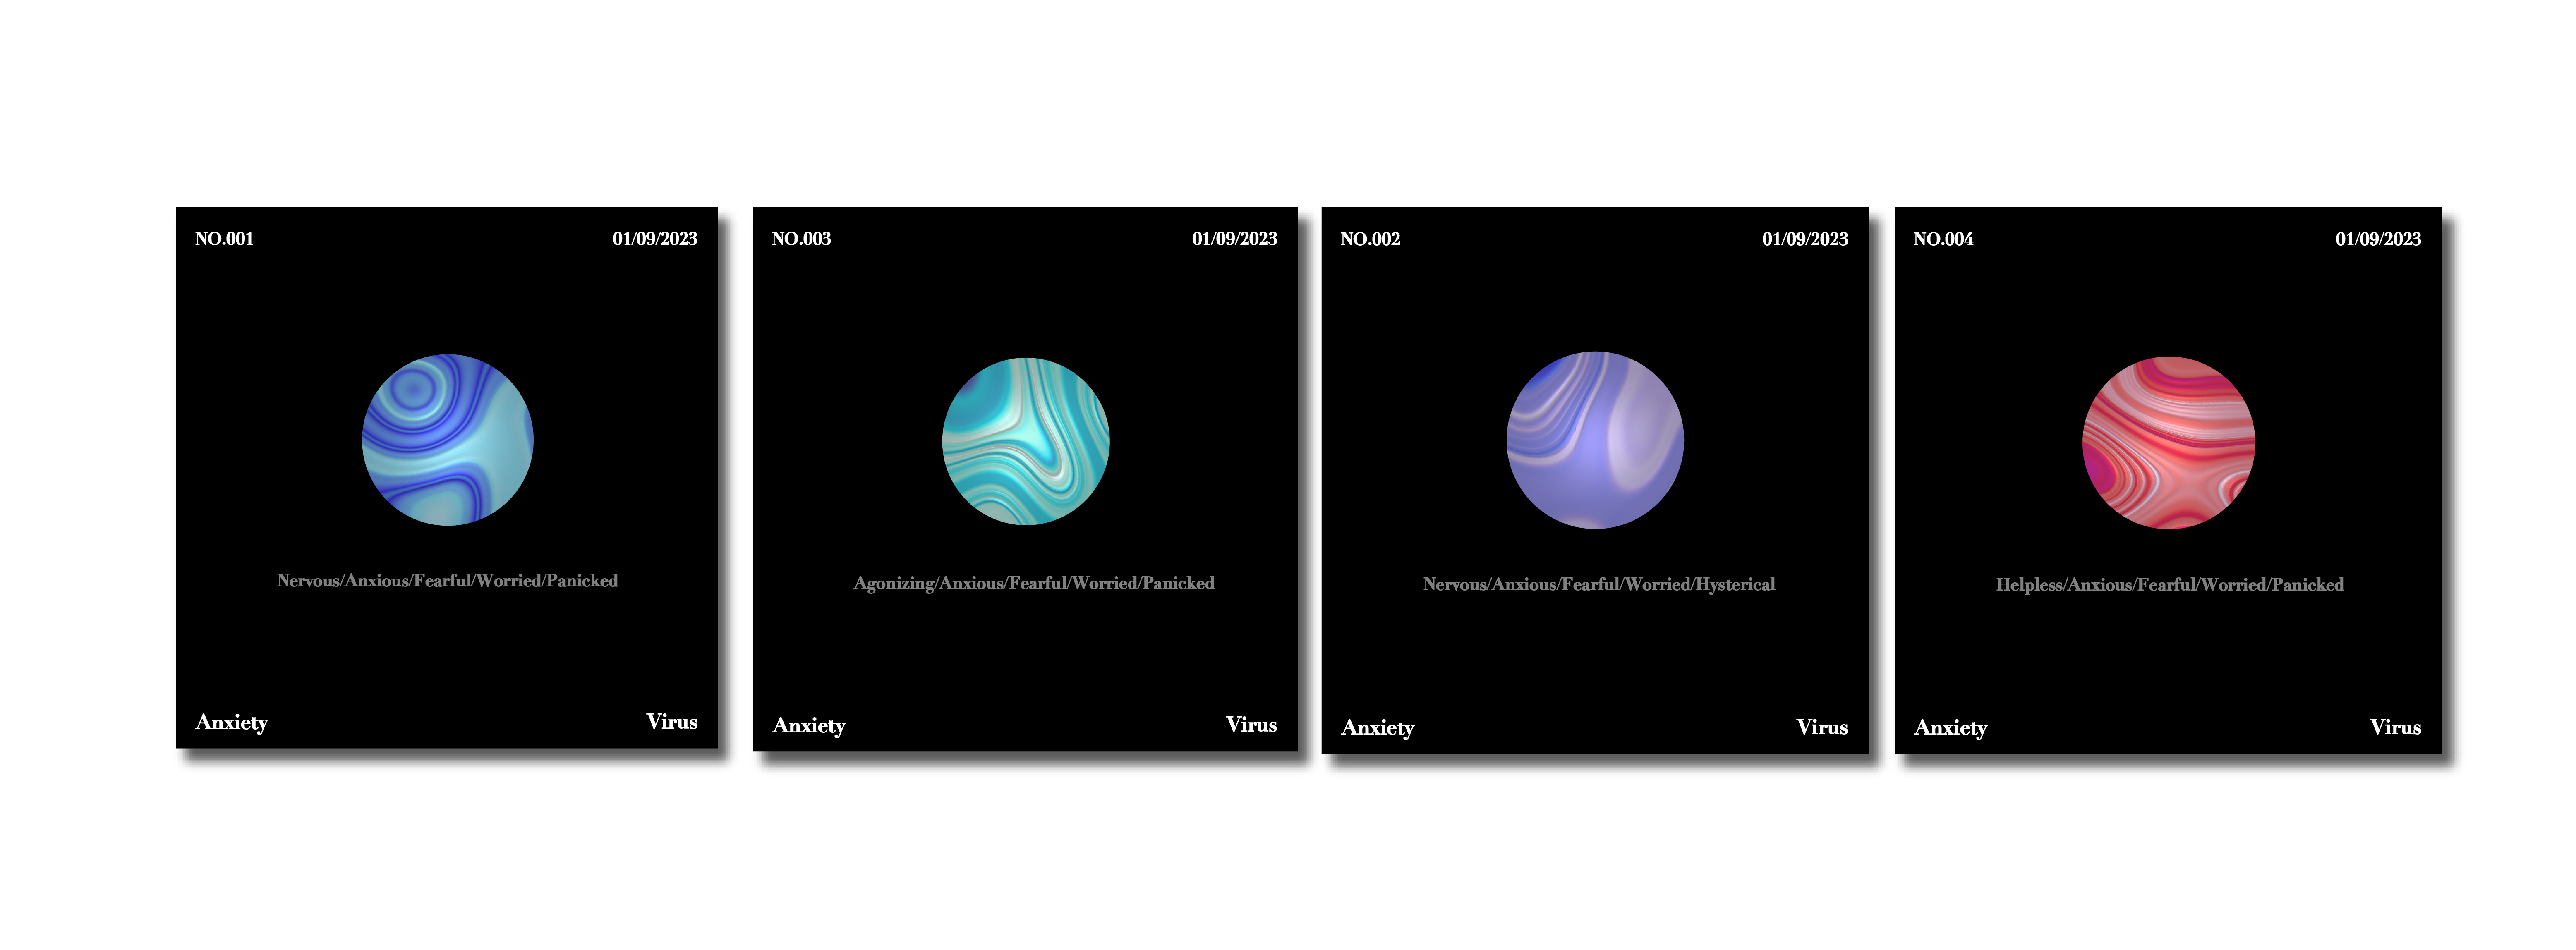 NO.001 01/09/2023
Nervous/Anxious/Fearful/Worried/Panicked
Anxiety Virus
NO.003 01/09/2023
Agonizing/Anxious/Fearful/Worried/Panicked
Anxiety Virus
NO.002 01/09/2023
Nervous/Anxious/Fearful/Worried/Hysterical
Anxiety Virus
NO.004 01/09/2023
Helpless/Anxious/Fearful/Worried/Panicked
Anxiety Virus